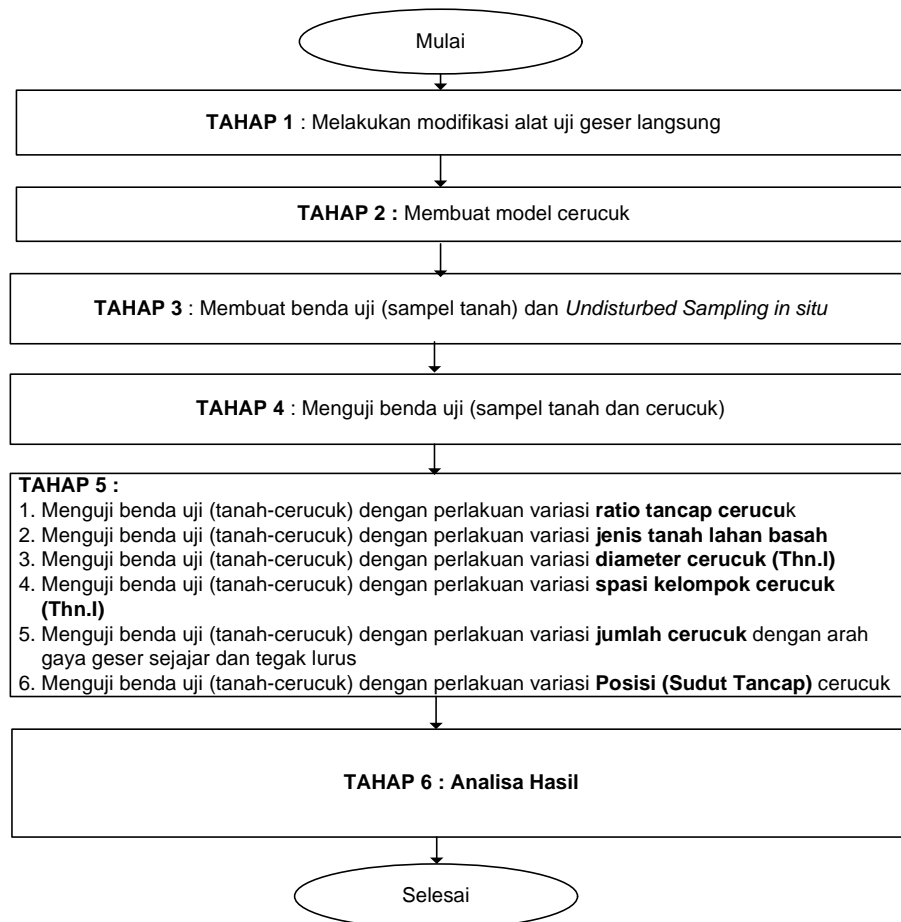 Mulai
TAHAP 1 : Melakukan modifikasi alat uji geser langsung
TAHAP 2 : Membuat model cerucuk
TAHAP 3 : Membuat benda uji (sampel tanah) dan Undisturbed Sampling in situ
TAHAP 4 : Menguji benda uji (sampel tanah dan cerucuk)
TAHAP 5 :
1. Menguji benda uji (tanah-cerucuk) dengan perlakuan variasi ratio tancap cerucuk
2. Menguji benda uji (tanah-cerucuk) dengan perlakuan variasi jenis tanah lahan basah
3. Menguji benda uji (tanah-cerucuk) dengan perlakuan variasi diameter cerucuk (Thn.I)
4. Menguji benda uji (tanah-cerucuk) dengan perlakuan variasi spasi kelompok cerucuk
(Thn.I)
5. Menguji benda uji (tanah-cerucuk) dengan perlakuan variasi jumlah cerucuk dengan arah
gaya geser sejajar dan tegak lurus
6. Menguji benda uji (tanah-cerucuk) dengan perlakuan variasi Posisi (Sudut Tancap) cerucuk
TAHAP 6 : Analisa Hasil
Selesai